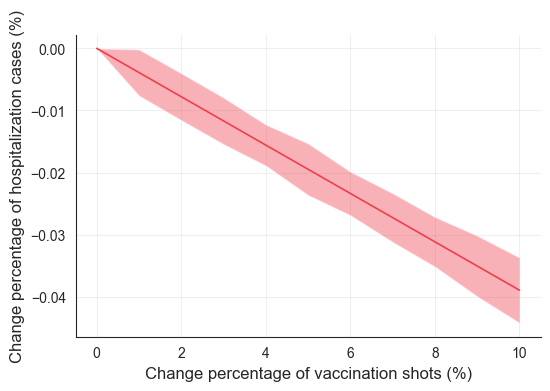 Change percentage of hospitalization cases (%)
0.00
−0.01
−0.02
−0.03
−0.04
0 2 4 6 8 10
Change percentage of vaccination shots (%)